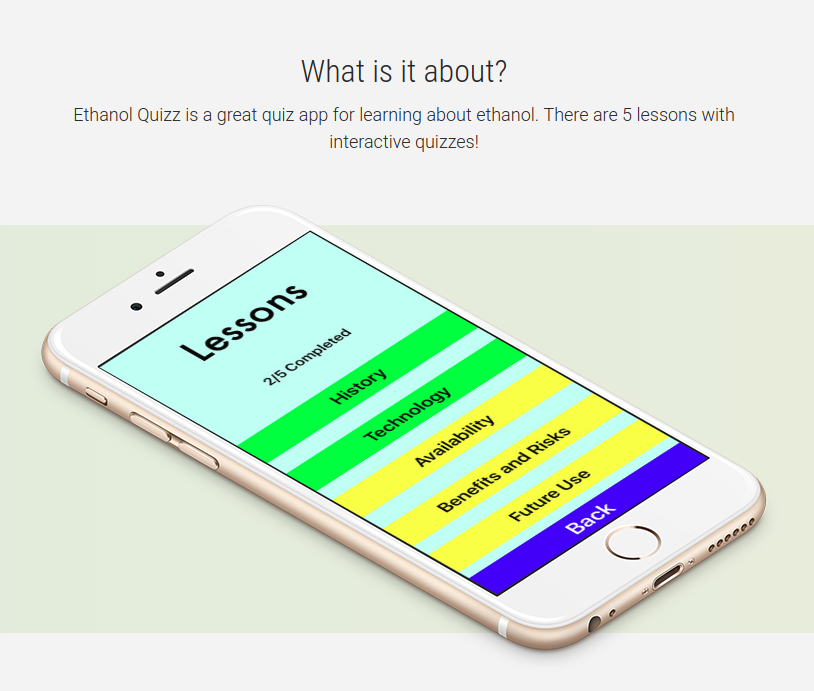 What is it about?
Ethanol Quizz is a great quiz app for learning about ethanol. There are 5 lessons with
interactive quizzes!
Lessons
2/5 Completed
History
Technology
Availability
Benefits and Risks
Future Use
Back